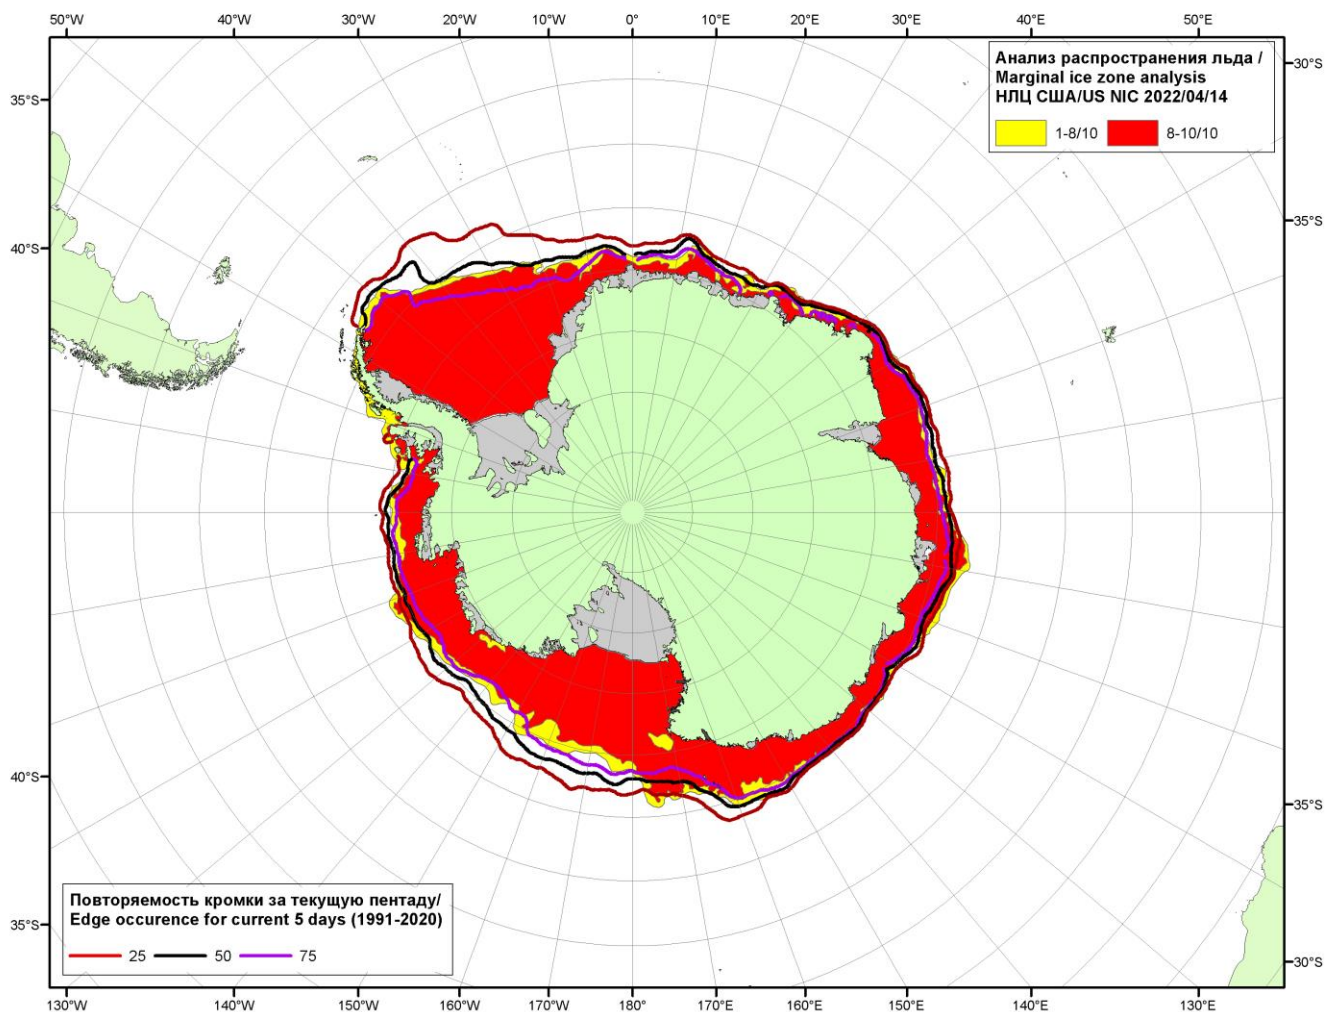 50°W 40°W 30°W 20°W 10°W 0° 10°E 20°E 30°E 40°E 50°E
Анализ распространения льда /
Marginal ice zone analysis
НЛЦ США/US NIC 2022/04/14
1-8/10 8-10/10
30°S
35°S
35°S
40°S
40°S
35°S
35°S
30°S
Повторяемость кромки за текущую пентаду/
Edge occurence for current 5 days (1991-2020)
25 50 75
130°W 140°W 150°W 160°W 170°W 180° 170°E 160°E 150°E 140°E 130°E